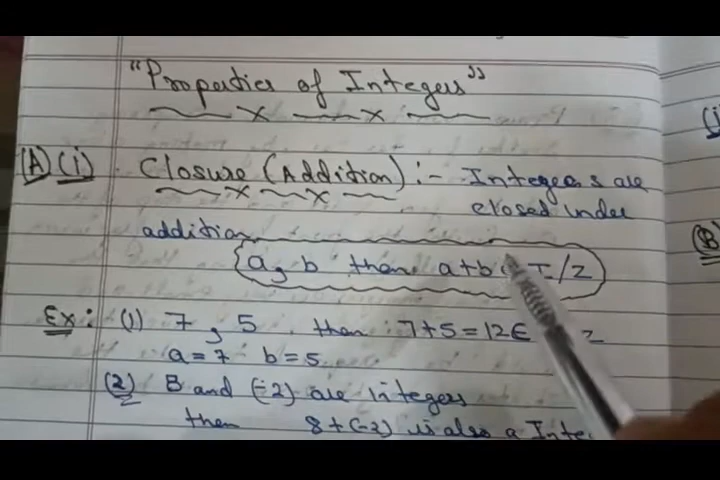 "Properties of Integers"
(A) (i) Closure (Addition) :- Integers are
closed under
addition
a, b then a+b I/Z
Ex: (1) 7, 5 then 7+5=12∈ Z
a=7 b=5
(2) 8 and (-2) are integers
then 8+(-2) is also a Inte
(B)